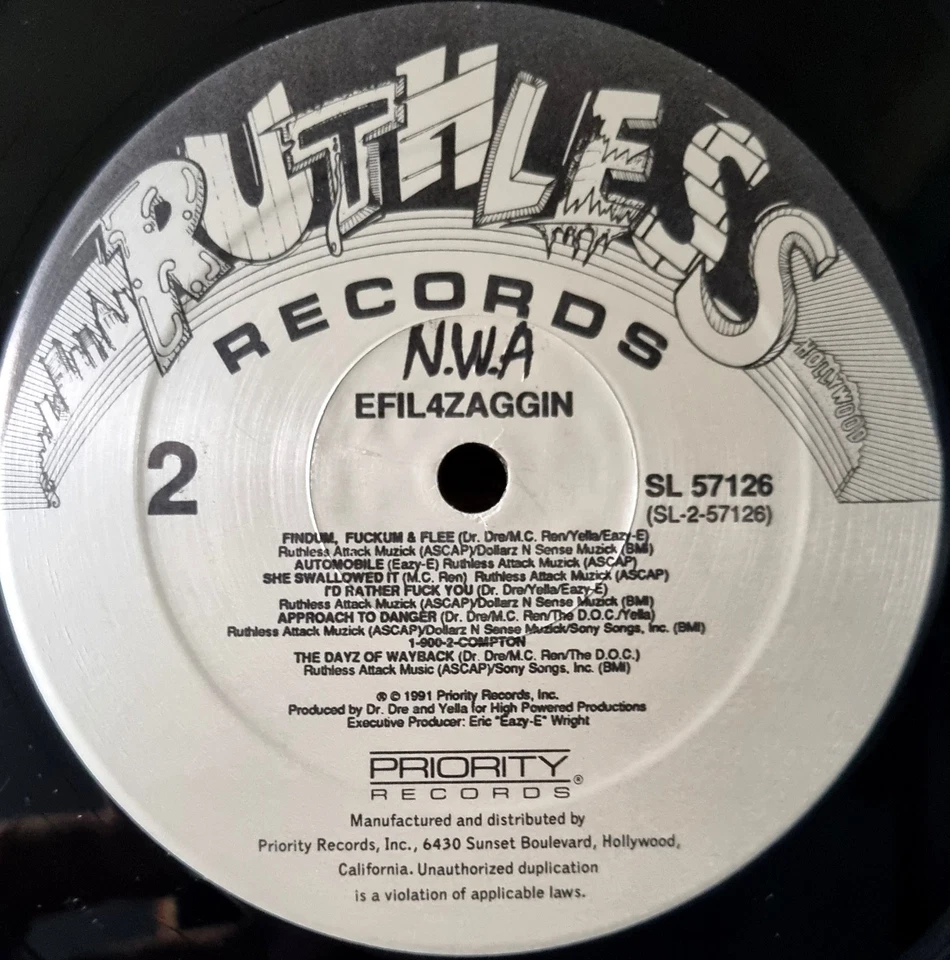 RUTHLESS
RECORDS
HOLLYWOOD
N.W.A
EFIL4ZAGGIN
2
SL 57126
(SL-2-57126)
FINDUM, FUCKUM & FLEE (Dr. Dre/M.C. Ren/Yella/Eazy-E)
Ruthless Attack Muzick (ASCAP)/Dollarz N Sense Muzick (BMI)
AUTOMOBILE (Eazy-E) Ruthless Attack Muzick (ASCAP)
SHE SWALLOWED IT (M.C. Ren) Ruthless Attack Muzick (ASCAP)
I'D RATHER FUCK YOU (Dr. Dre/Yella/Eazy-E)
Ruthless Attack Muzick (ASCAP)/Dollarz N Sense Muzick (BMI)
APPROACH TO DANGER (Dr. Dre/M.C. Ren/The D.O.C./Yella)
Ruthless Attack Muzick (ASCAP)/Dollarz N Sense Muzick/Sony Songs, Inc. (BMI)
1-900-2-COMPTON
THE DAYZ OF WAYBACK (Dr. Dre/M.C. Ren/The D.O.C.)
Ruthless Attack Music (ASCAP)/Sony Songs, Inc. (BMI)
℗ © 1991 Priority Records, Inc.
Produced by Dr. Dre and Yella for High Powered Productions
Executive Producer: Eric "Eazy-E" Wright
PRIORITY®
RECORDS
Manufactured and distributed by
Priority Records, Inc., 6430 Sunset Boulevard, Hollywood,
California. Unauthorized duplication
is a violation of applicable laws.